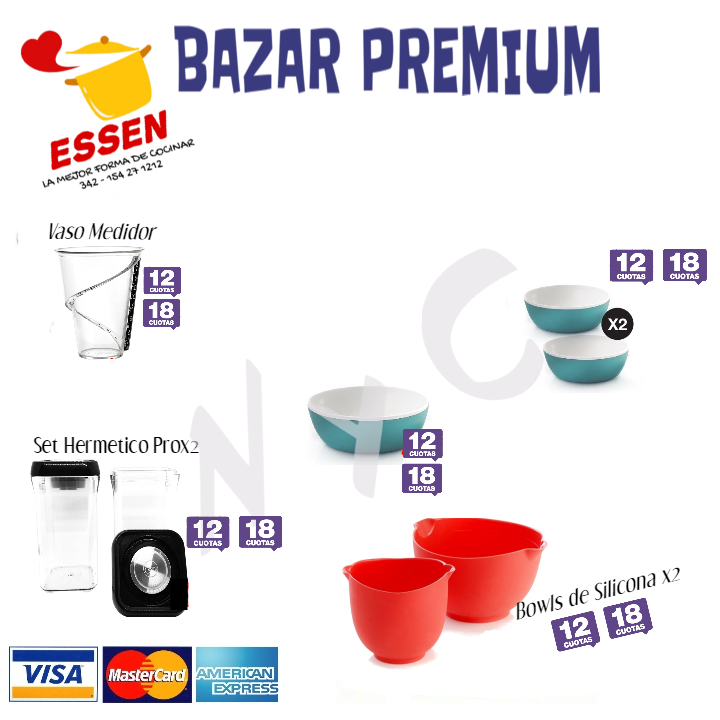 BAZAR PREMIUM
ESSEN
LA MEJOR FORMA DE COCINAR
342 - 154 27 1212
Vaso Medidor
12
CUOTAS
18
CUOTAS
12
CUOTAS
18
CUOTAS
X2
12
CUOTAS
18
CUOTAS
Set Hermetico Prox2
12
CUOTAS
18
CUOTAS
Bowls de Silicona x2
12
CUOTAS
18
CUOTAS
NYC
VISA
MasterCard
AMERICAN
EXPRESS